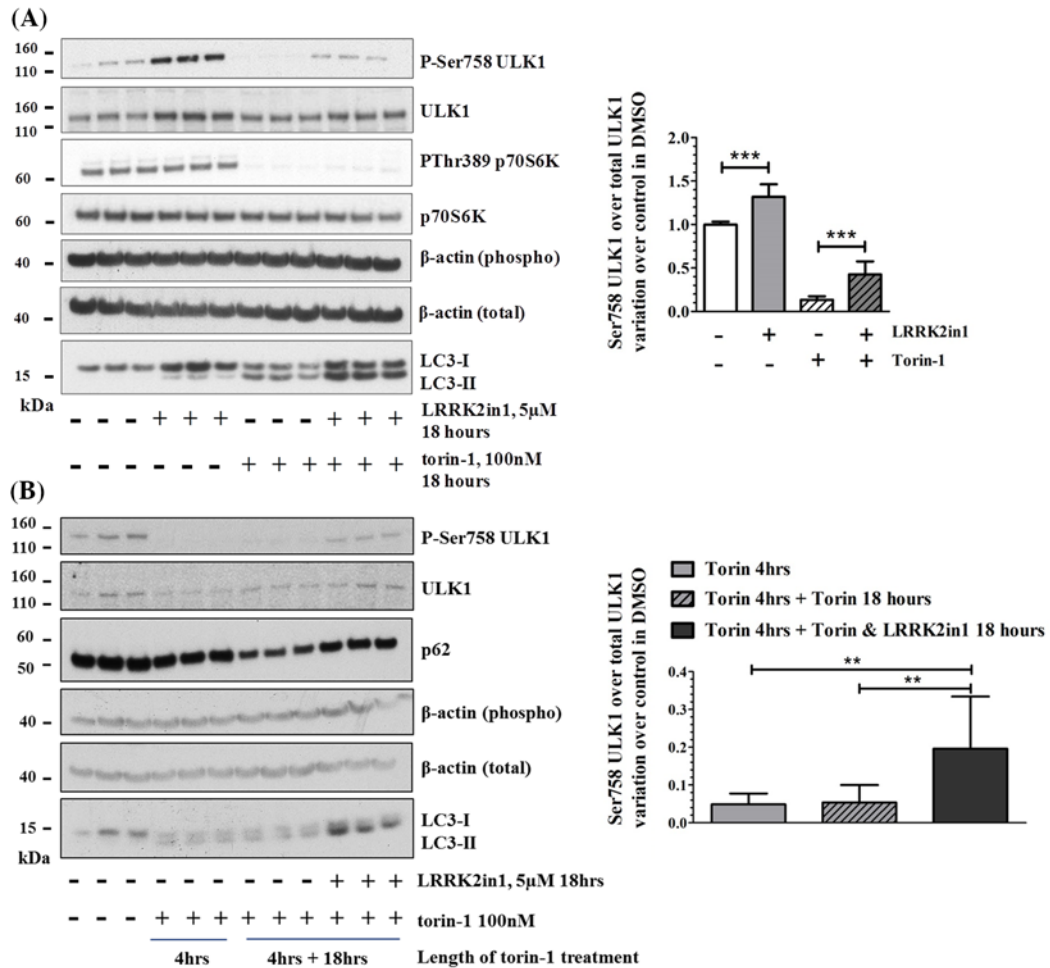 (A)
160
110
P-Ser758 ULK1
160
110
ULK1
60
PThr389 p70S6K
60
p70S6K
40
β-actin (phospho)
40
β-actin (total)
15
LC3-I
LC3-II
kDa
- - - + + + - - - + + + LRRK2in1, 5µM
18 hours
- - - - - - + + + + + + torin-1, 100nM
18 hours
Ser758 ULK1 over total ULK1
variation over control in DMSO
2.0
1.5
1.0
0.5
0.0
***
***
- + - + LRRK2in1
- - + + Torin-1
(B)
160
110
P-Ser758 ULK1
160
110
ULK1
60
50
p62
40
β-actin (phospho)
40
β-actin (total)
15
LC3-I
LC3-II
kDa
- - - - - - - - - + + + LRRK2in1, 5µM 18hrs
- - - + + + + + + + + + torin-1 100nM
4hrs 4hrs + 18hrs Length of torin-1 treatment
Torin 4hrs
Torin 4hrs + Torin 18 hours
Torin 4hrs + Torin & LRRK2in1 18 hours
Ser758 ULK1 over total ULK1
variation over control in DMSO
0.4
0.3
0.2
0.1
0.0
**
**